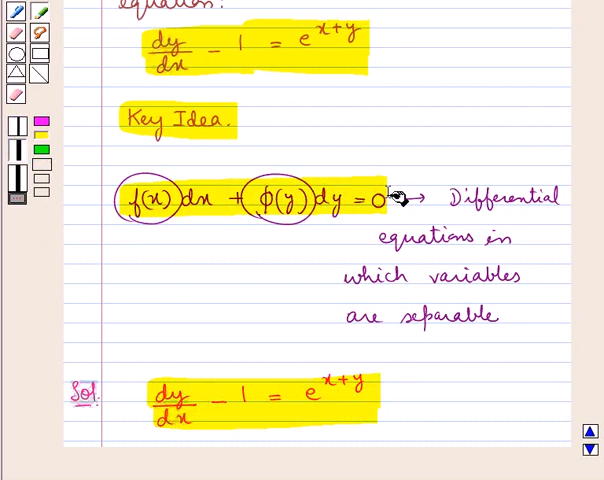 equation:
dy/dx - 1 = e^{x+y}
Key Idea.
f(x)dx + φ(y)dy = 0 → Differential
equations in
which variables
are separable
Sol. dy/dx - 1 = e^{x+y}